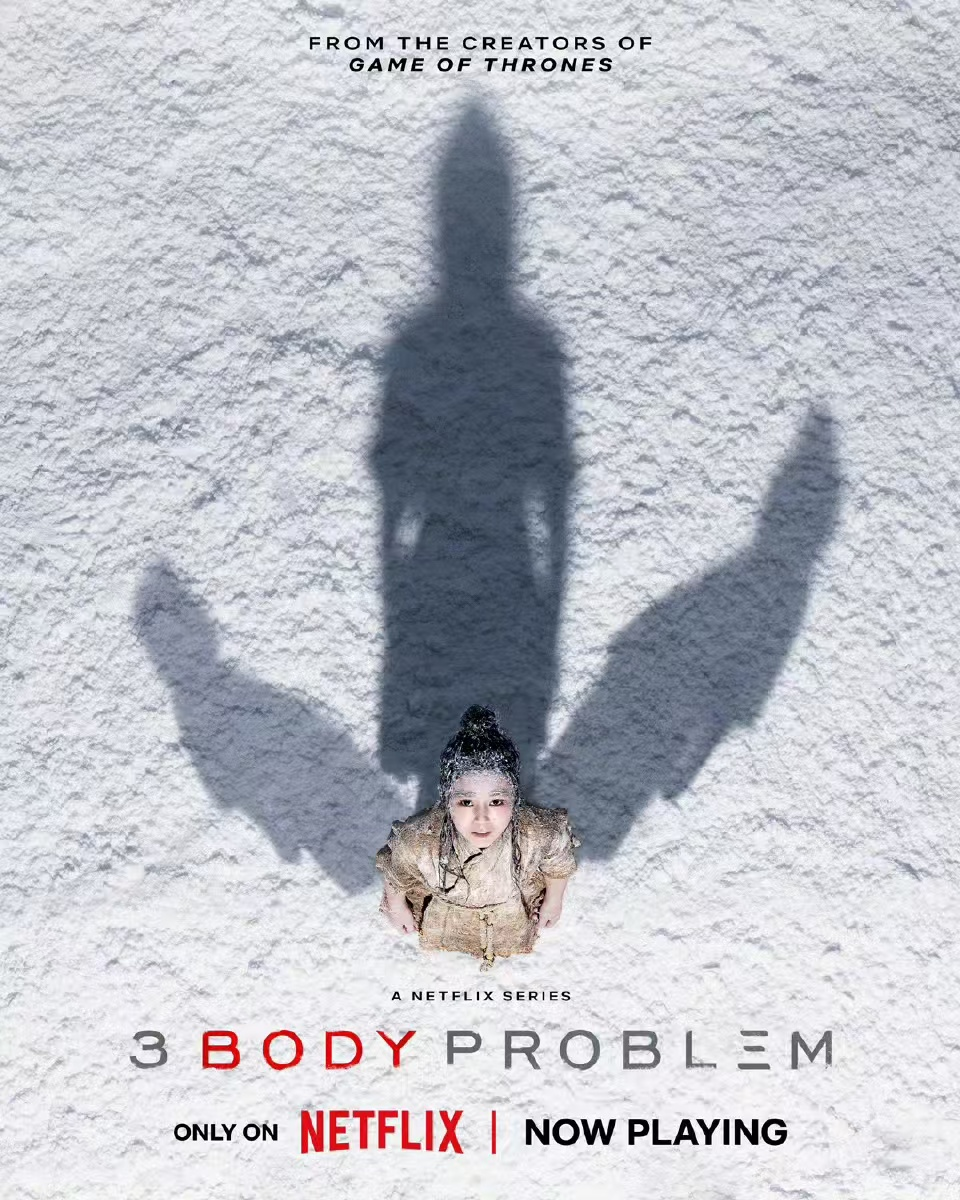 FROM THE CREATORS OF
GAME OF THRONES
A NETFLIX SERIES
3 BODY PROBLEM
ONLY ON NETFLIX | NOW PLAYING